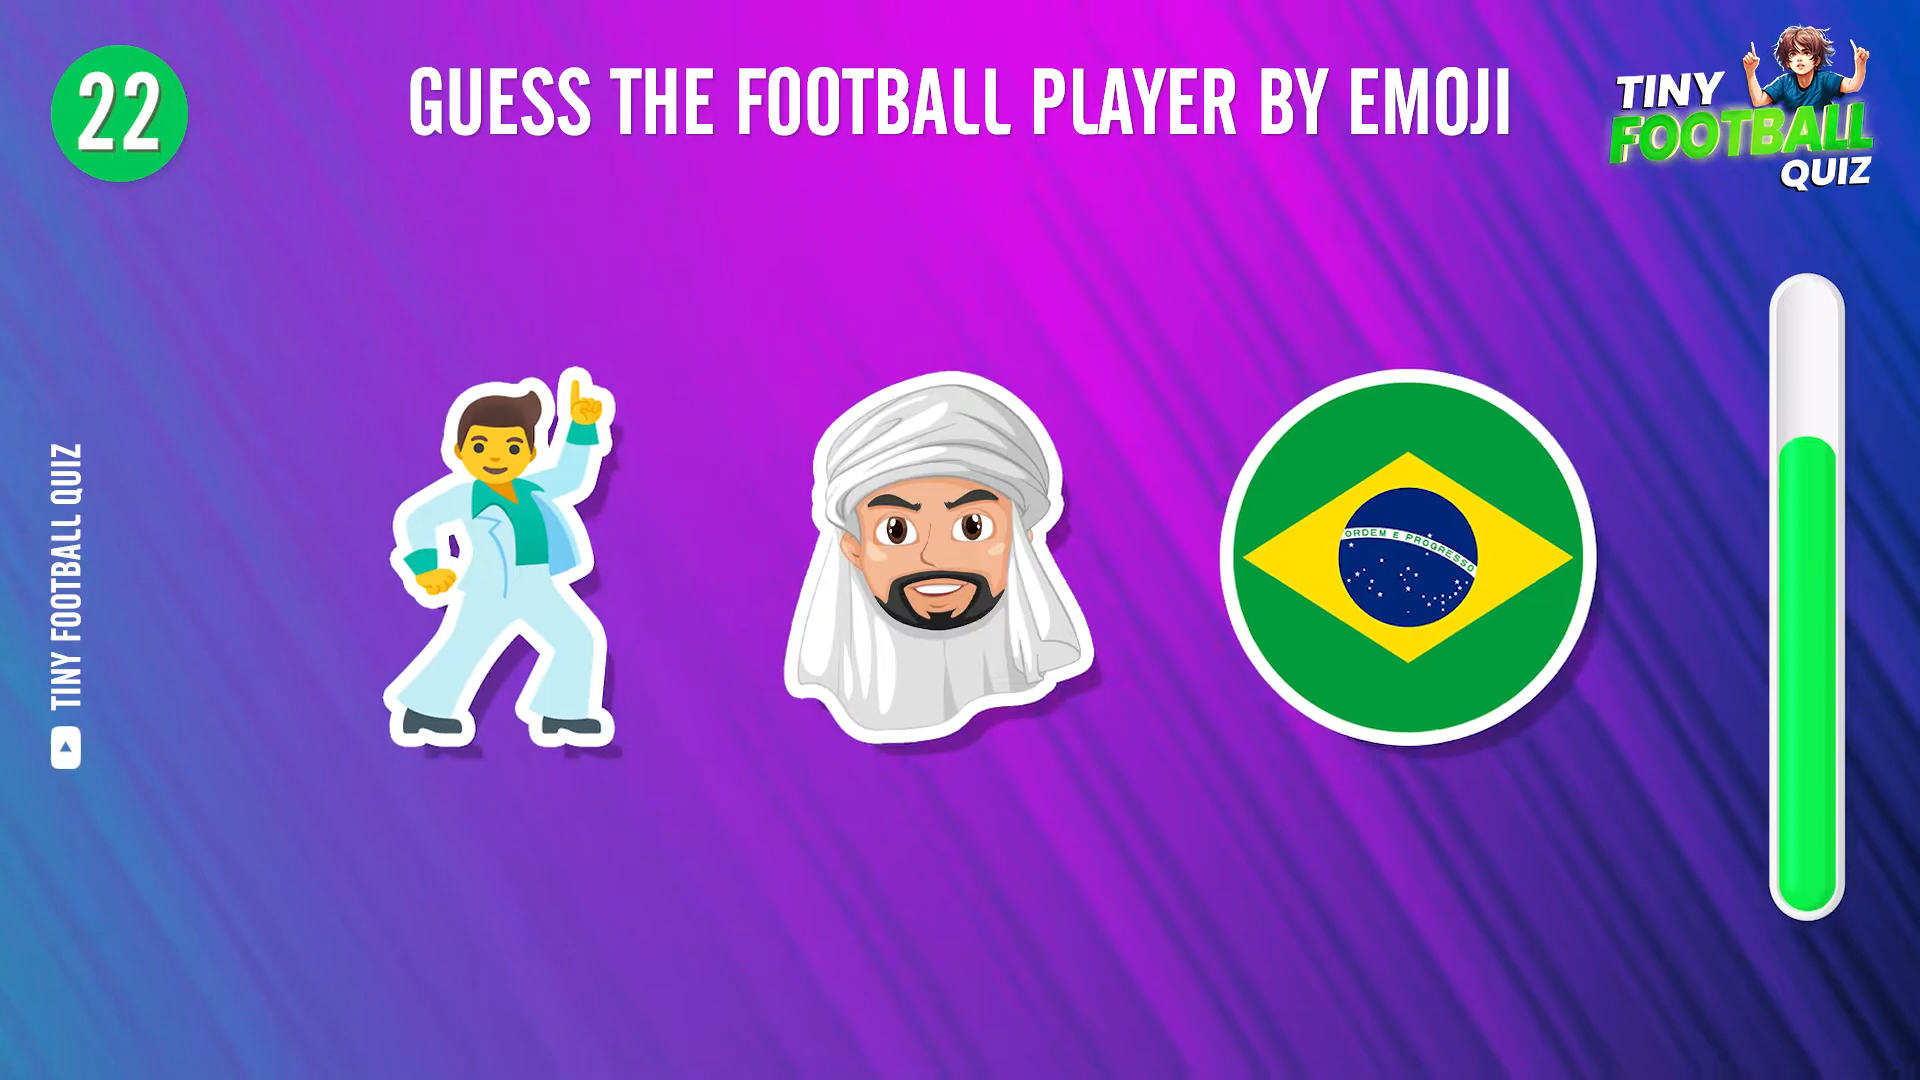 22
GUESS THE FOOTBALL PLAYER BY EMOJI
TINY
FOOTBALL
QUIZ
TINY FOOTBALL QUIZ
ORDEM E PROGRESSO